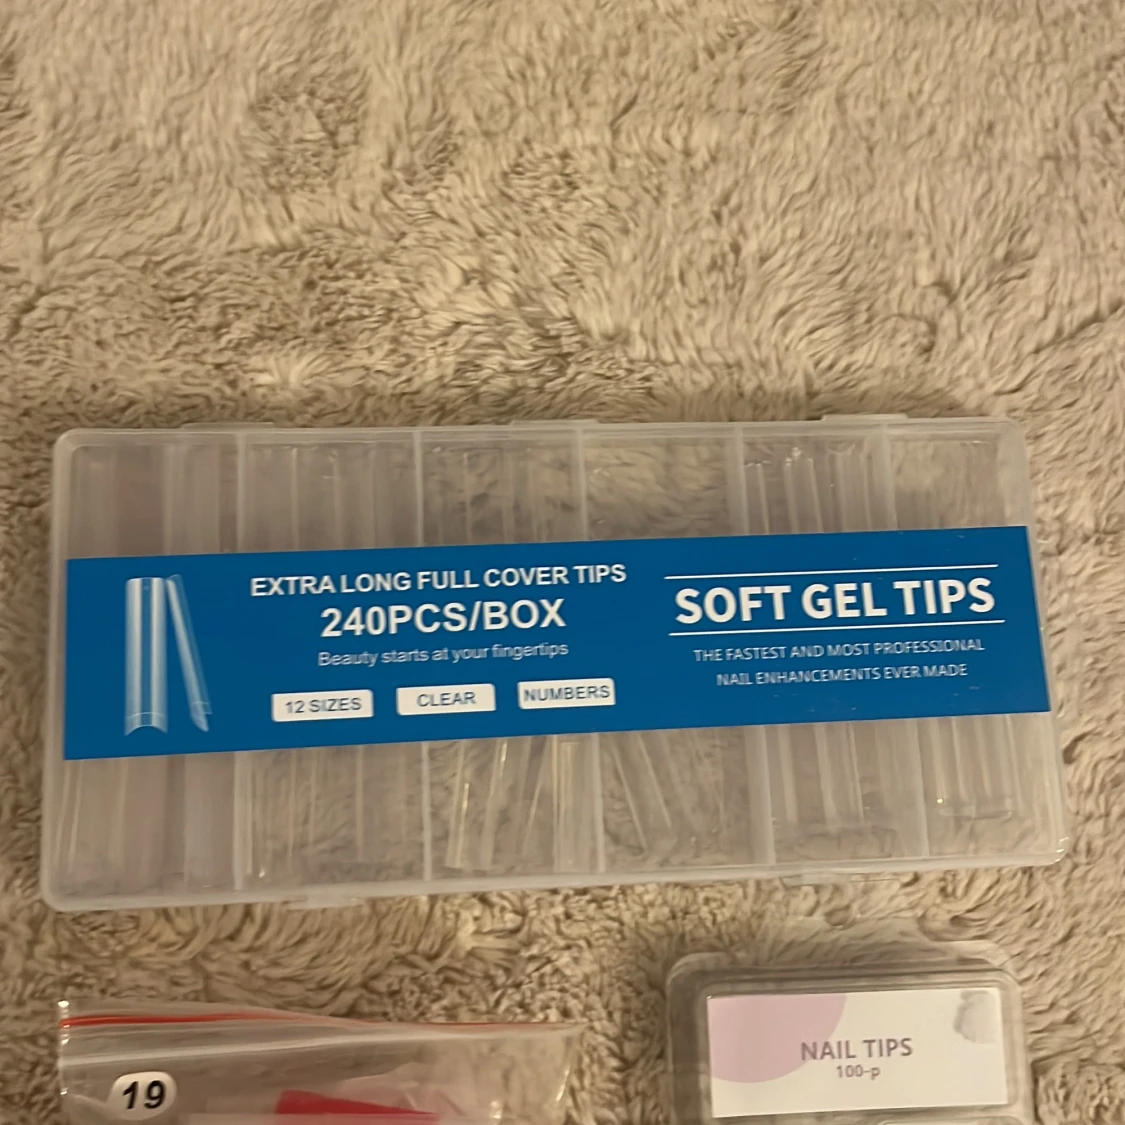 EXTRA LONG FULL COVER TIPS
240PCS/BOX
Beauty starts at your fingertips
12 SIZES
CLEAR
NUMBERS
SOFT GEL TIPS
THE FASTEST AND MOST PROFESSIONAL
NAIL ENHANCEMENTS EVER MADE
19
NAIL TIPS
100-p